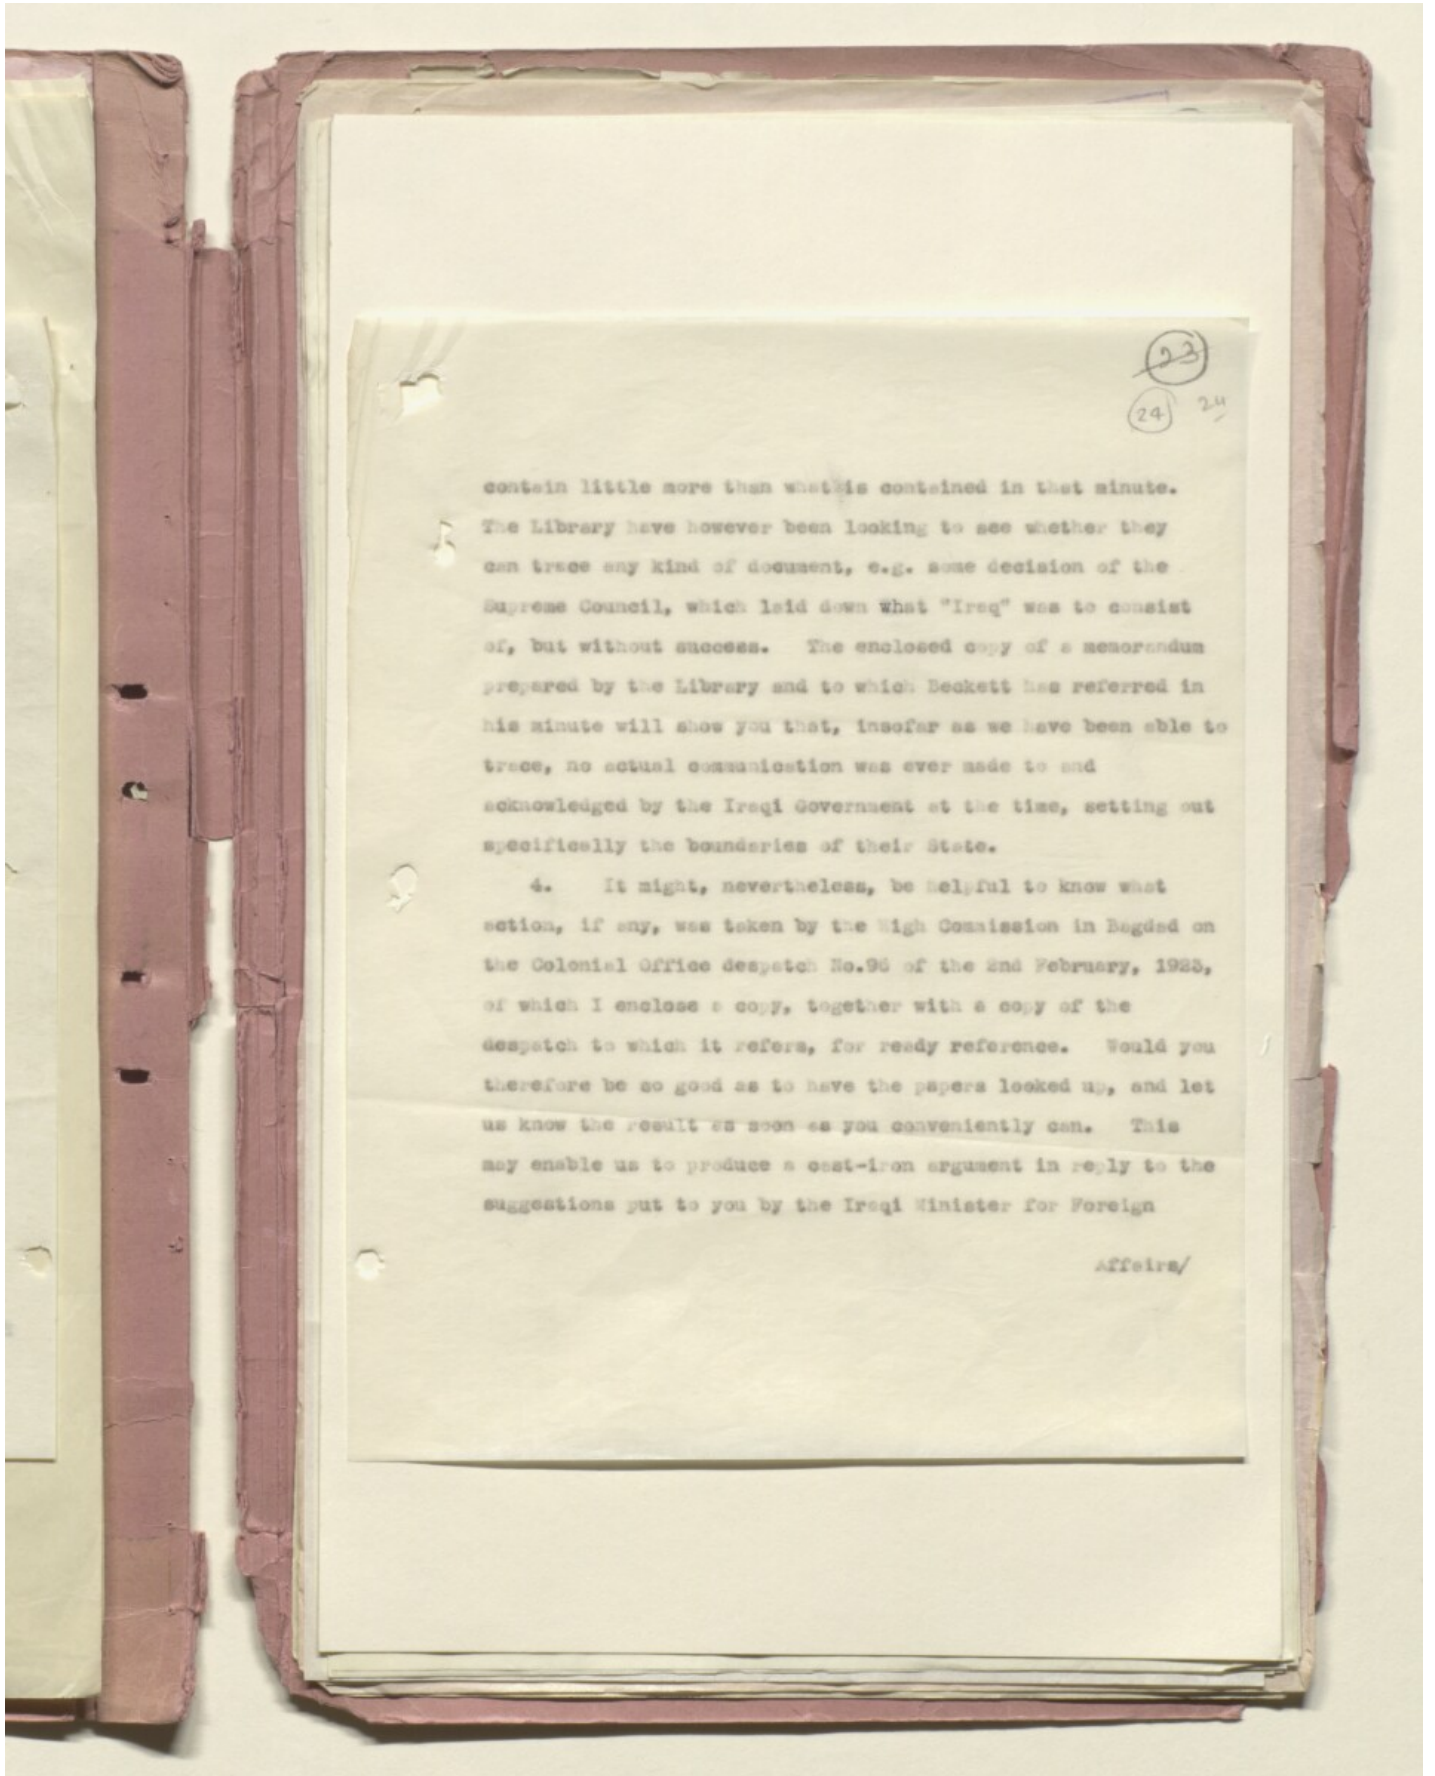 23
24 24
contain little more than what is contained in that minute.
The Library have however been looking to see whether they
can trace any kind of document, e.g. some decision of the
Supreme Council, which laid down what "Iraq" was to consist
of, but without success. The enclosed copy of a memorandum
prepared by the Library and to which Beckett has referred in
his minute will show you that, insofar as we have been able to
trace, no actual communication was ever made to and
acknowledged by the Iraqi Government at the time, setting out
specifically the boundaries of their State.
4. It might, nevertheless, be helpful to know what
action, if any, was taken by the High Commission in Bagdad on
the Colonial Office despatch No. of the 2nd February, 1923,
of which I enclose a copy, together with a copy of the
despatch to which it refers, for ready reference. Would you
therefore be so good as to have the papers looked up, and let
us know the result as soon as you conveniently can. This
may enable us to produce a cast-iron argument in reply to the
suggestions put to you by the Iraqi Minister for Foreign
Affairs/